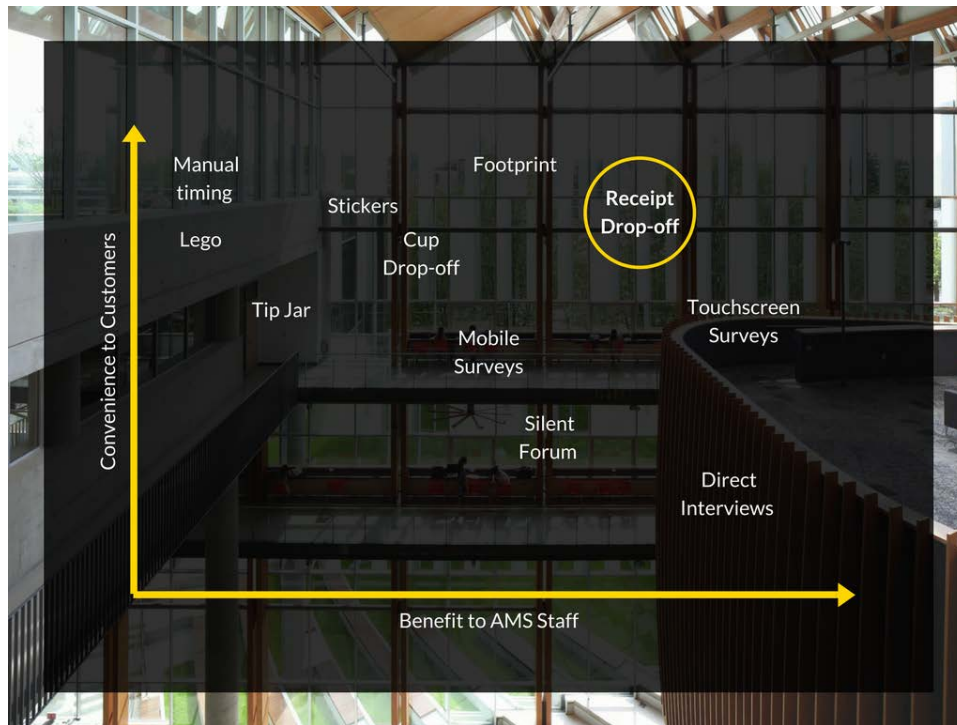 Manual
timing
Footprint
Stickers
Receipt
Drop-off
Lego
Cup
Drop-off
Tip Jar
Touchscreen
Surveys
Mobile
Surveys
Silent
Forum
Direct
Interviews
Convenience to Customers
Benefit to AMS Staff